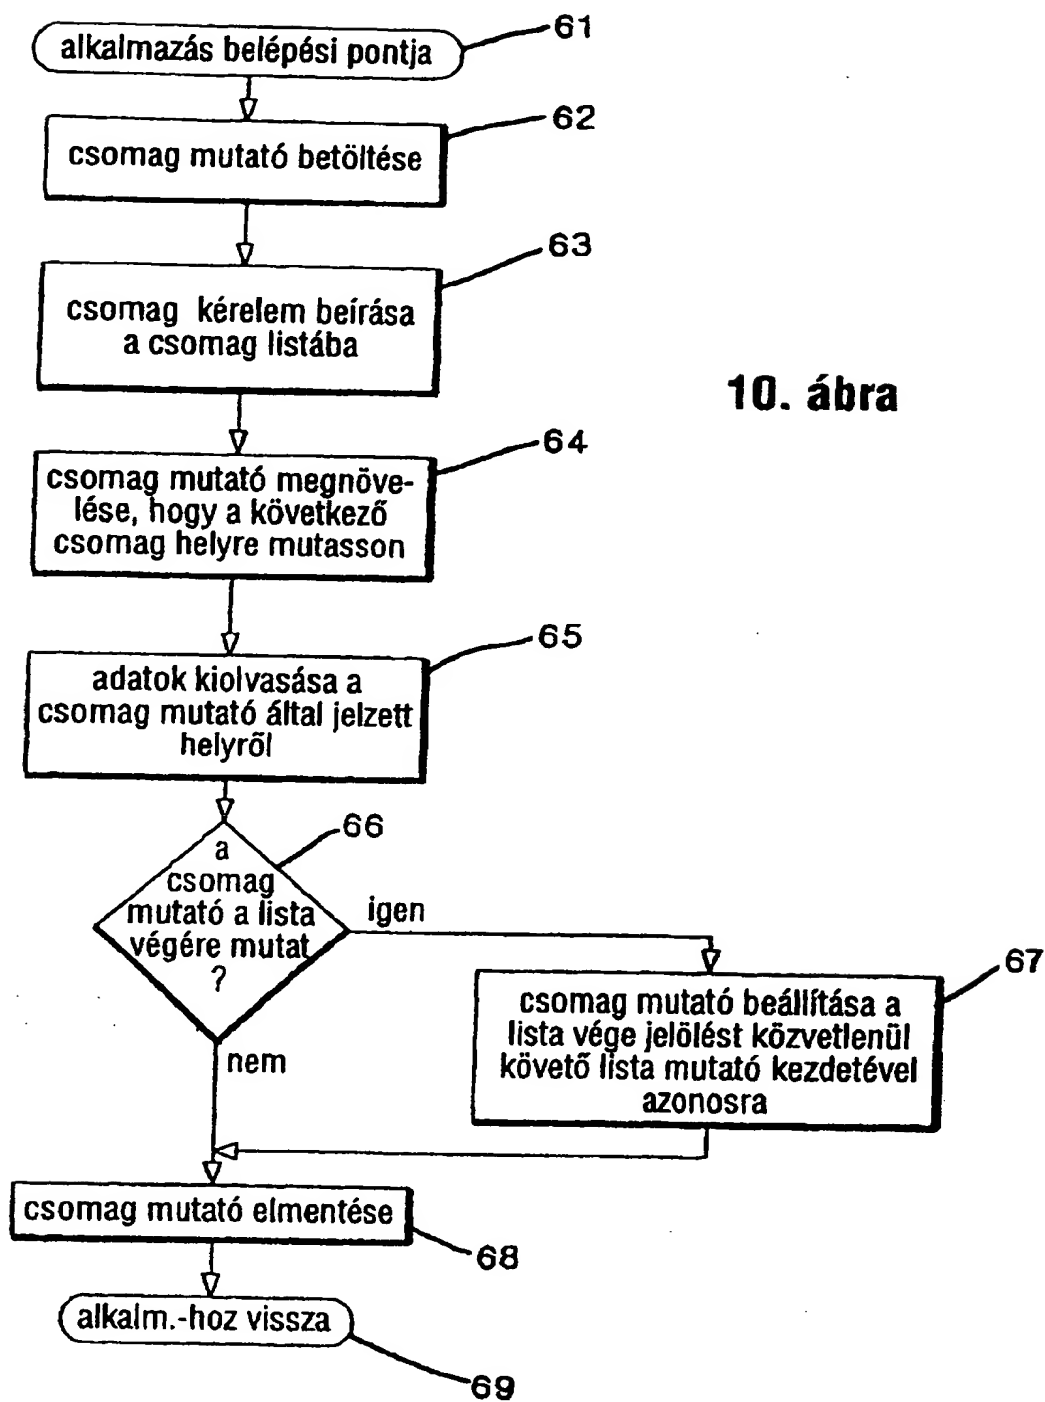 alkalmazás belépési pontja
61
csomag mutató betöltése
62
csomag kérelem beírása
a csomag listába
63
10. ábra
csomag mutató megnöve-
lése, hogy a következő
csomag helyre mutasson
64
adatok kiolvasása a
csomag mutató által jelzett
helyről
65
a
csomag
mutató a lista
végére mutat
?
66
igen
nem
csomag mutató beállítása a
lista vége jelölést közvetlenül
követő lista mutató kezdetével
azonosra
67
csomag mutató elmentése
68
alkalm.-hoz vissza
69